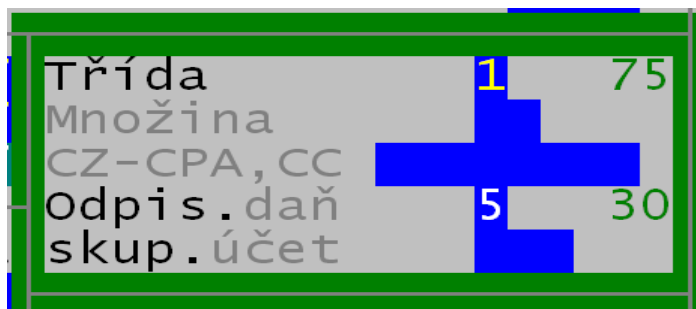 Třída 1 75
Množina
CZ-CPA,CC
Odpis.daň 5 30
skup.účet